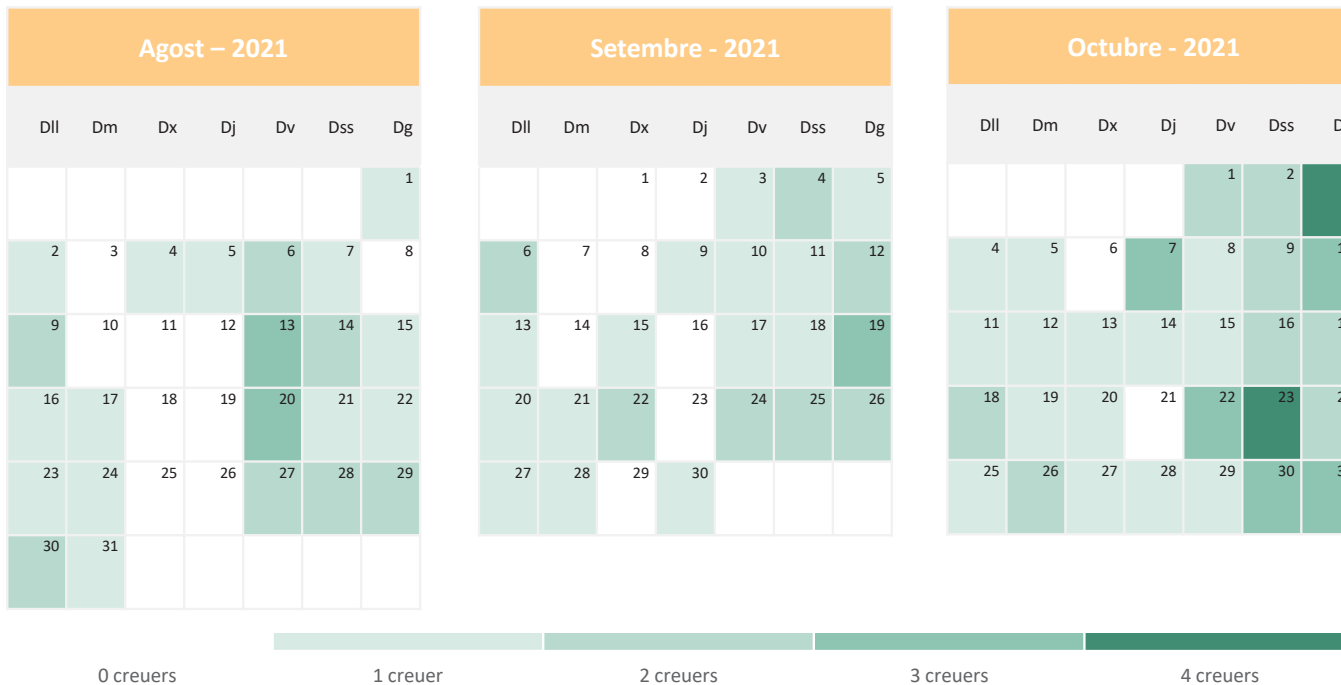 Agost – 2021
Dll Dm Dx Dj Dv Dss Dg
1
2 3 4 5 6 7 8
9 10 11 12 13 14 15
16 17 18 19 20 21 22
23 24 25 26 27 28 29
30 31
Setembre - 2021
Dll Dm Dx Dj Dv Dss Dg
1 2 3 4 5
6 7 8 9 10 11 12
13 14 15 16 17 18 19
20 21 22 23 24 25 26
27 28 29 30
Octubre - 2021
Dll Dm Dx Dj Dv Dss
1 2
4 5 6 7 8 9
11 12 13 14 15 16
18 19 20 21 22 23
25 26 27 28 29 30
0 creuers 1 creuer 2 creuers 3 creuers 4 creuers